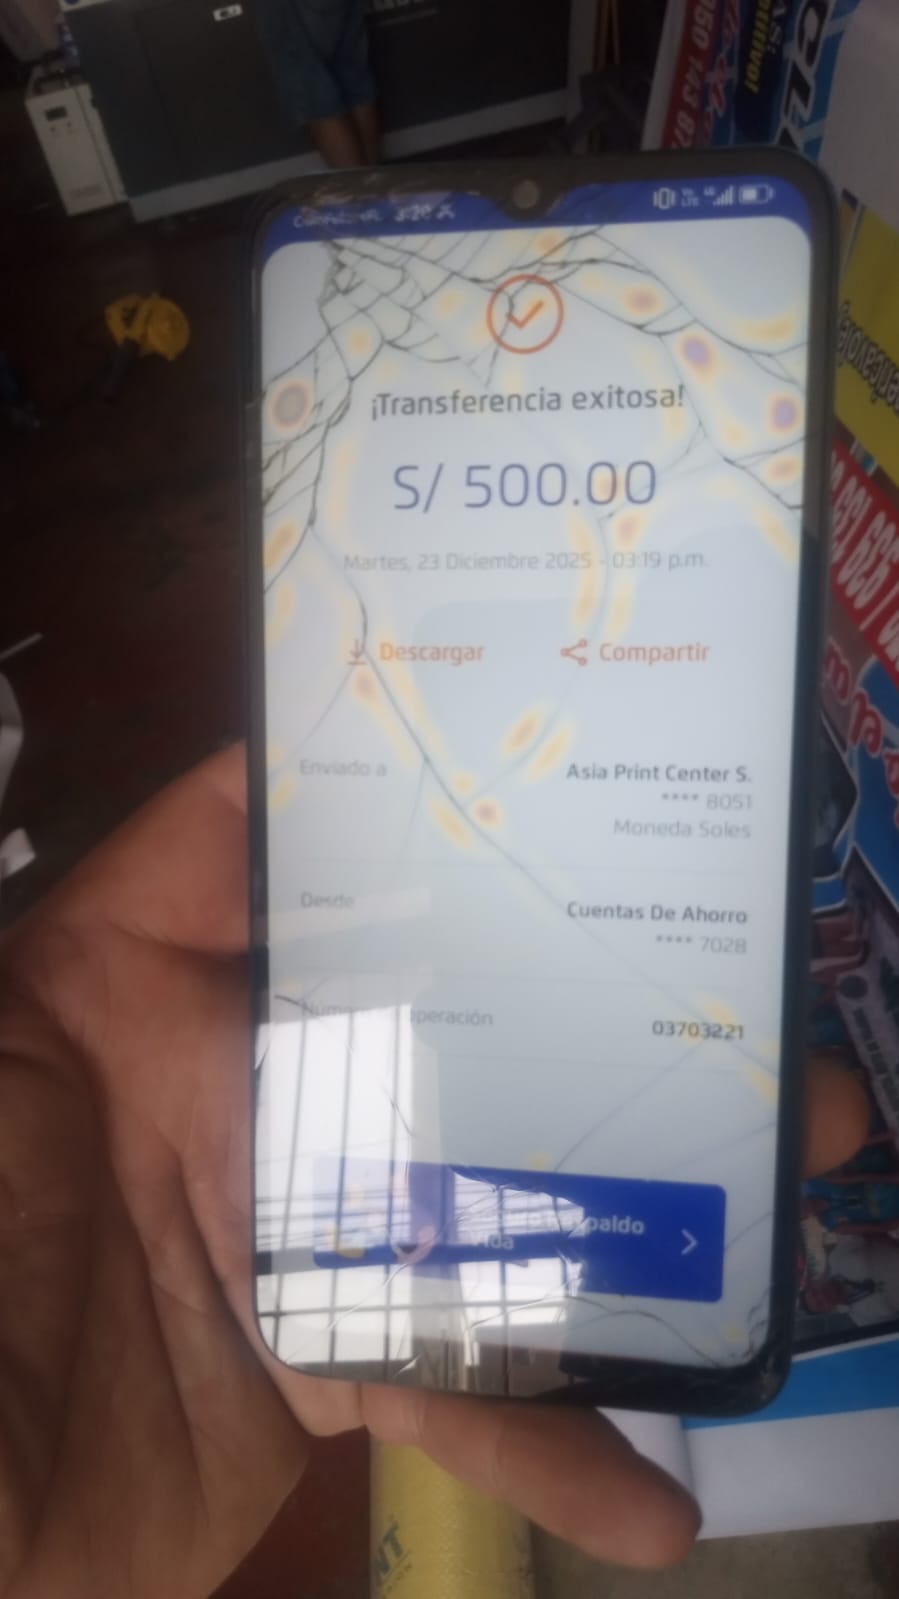 ¡Transferencia exitosa!
S/ 500.00
Martes, 23 Diciembre 2025 - 03:19 p.m.
Descargar
Compartir
Enviado a
Asia Print Center S.
**** 8051
Moneda Soles
Desde
Cuentas De Ahorro
**** 7028
operación
03703221
Vida